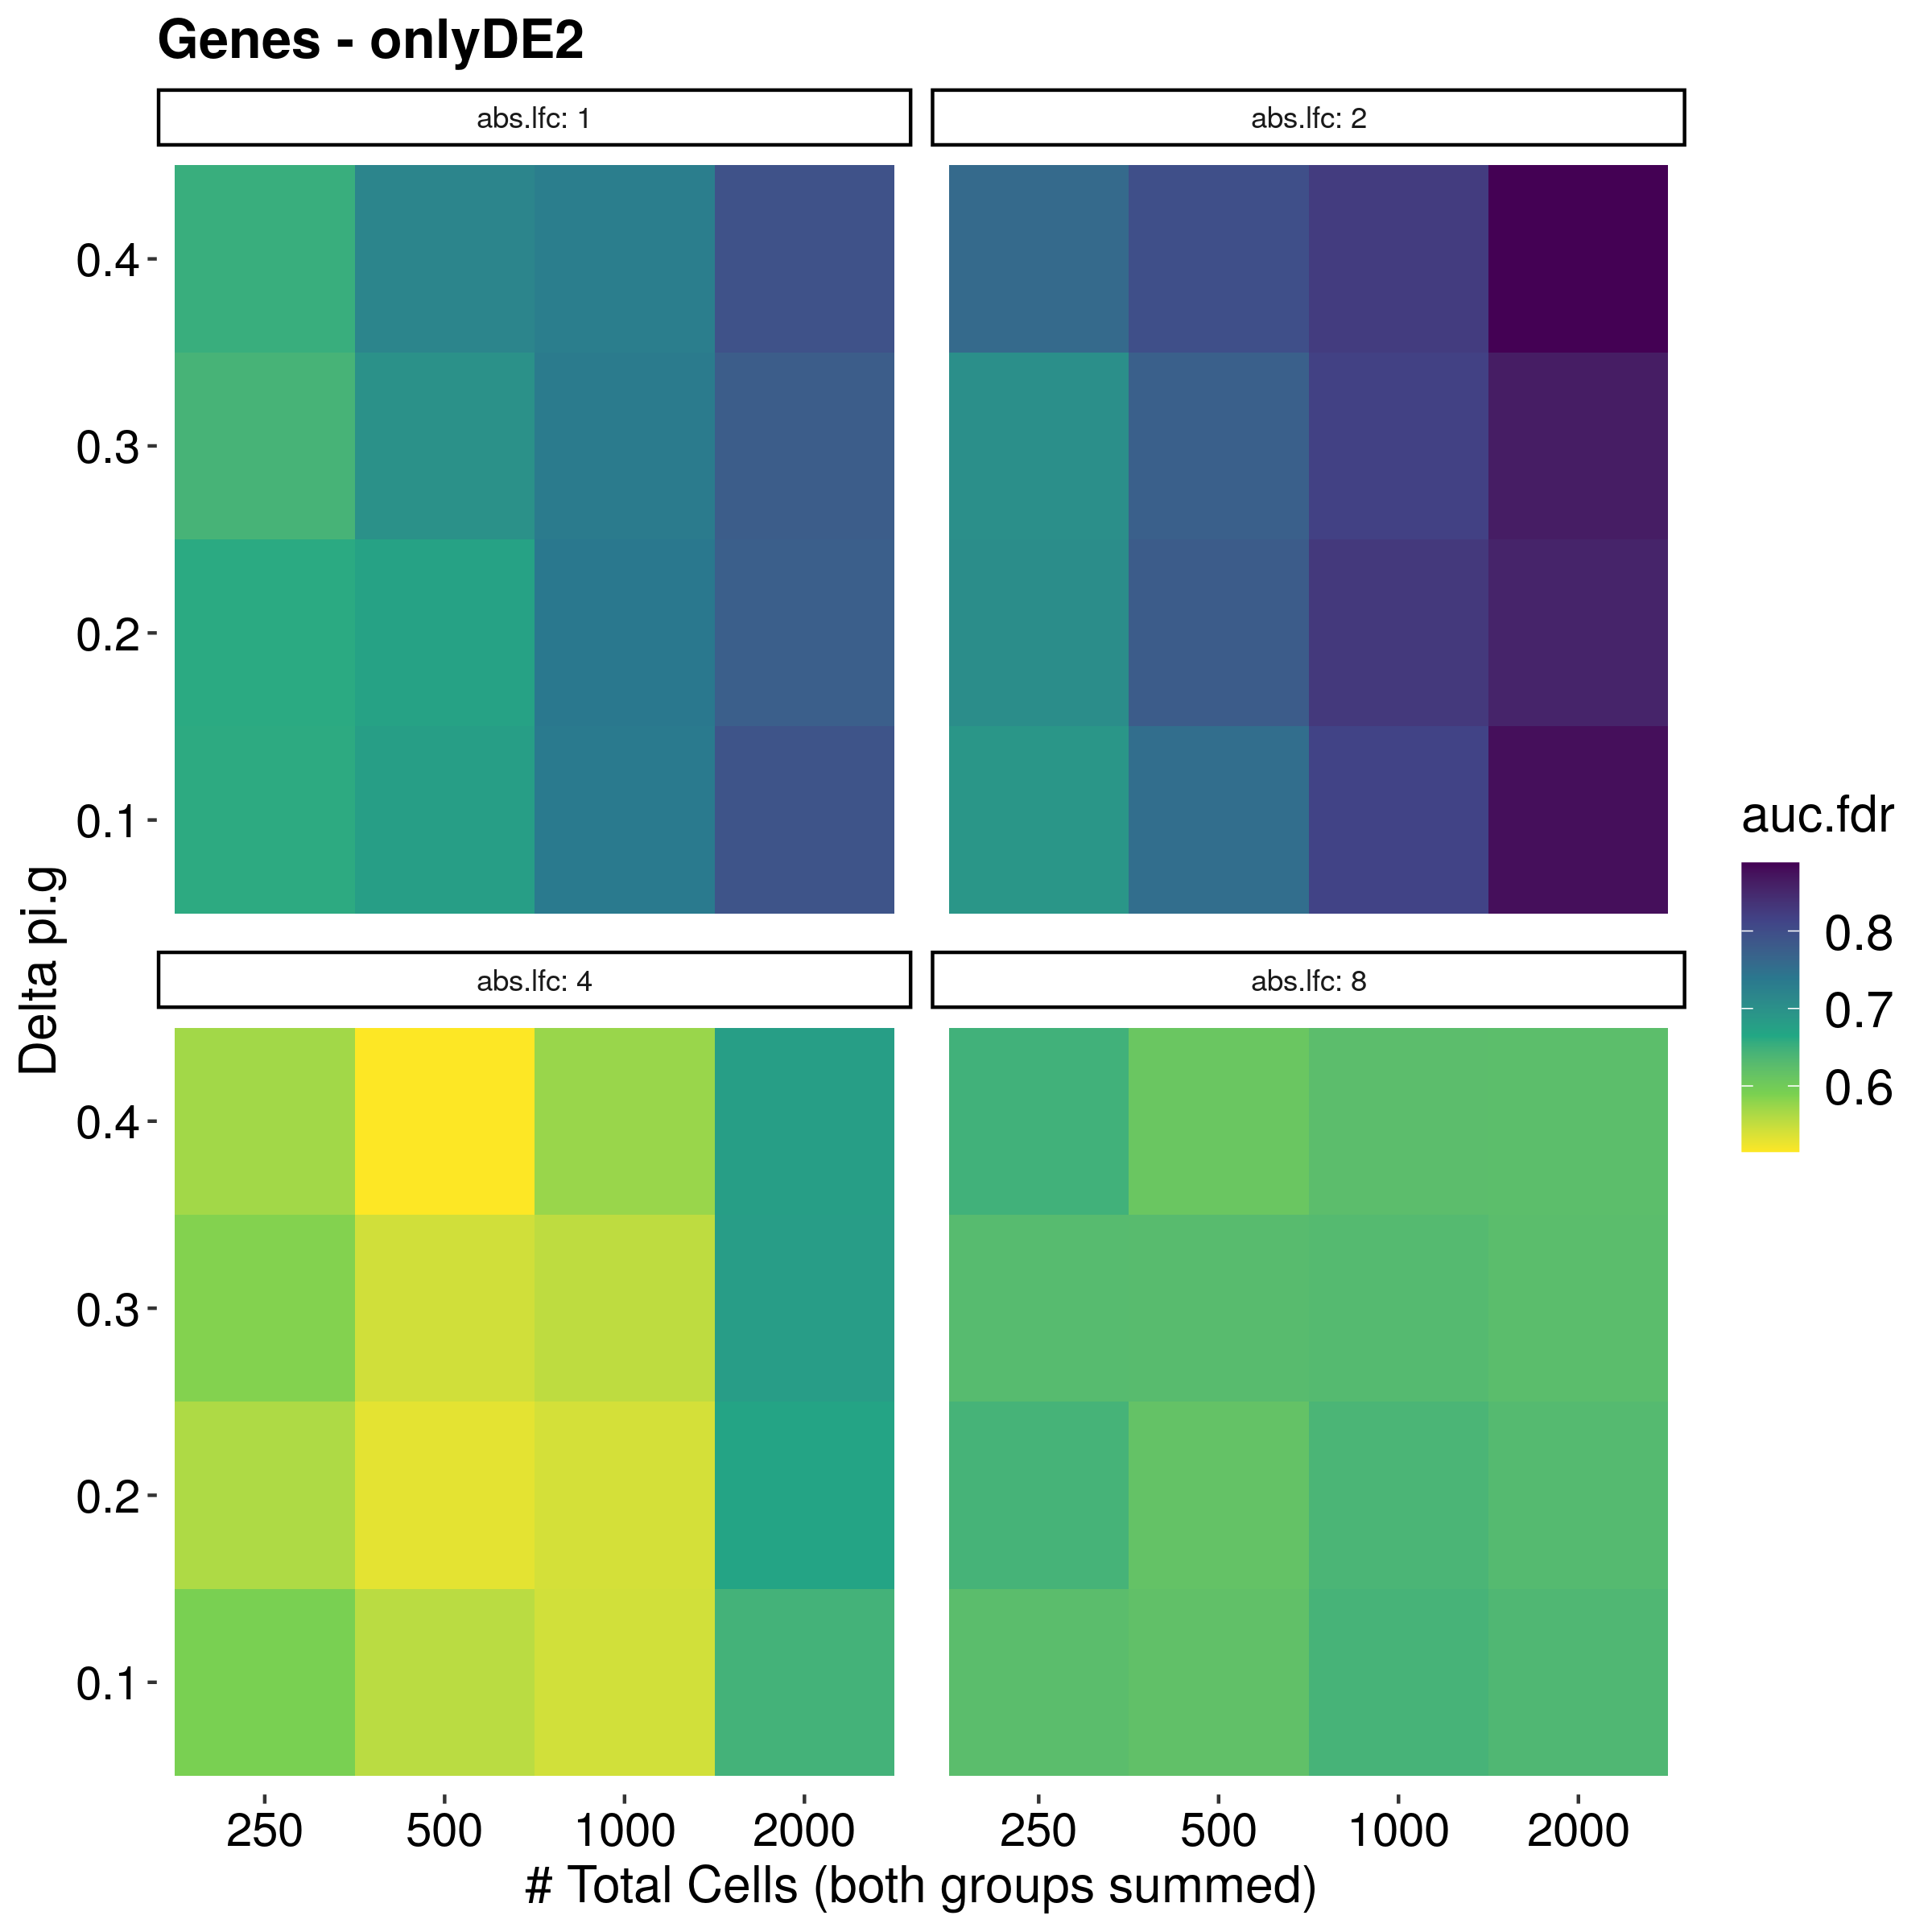 Genes - onlyDE2
abs.lfc: 1
abs.lfc: 2
0.4
0.3
0.2
0.1
abs.lfc: 4
abs.lfc: 8
0.4
0.3
0.2
0.1
Delta pi.g
250
500
1000
2000
250
500
1000
2000
# Total Cells (both groups summed)
auc.fdr
0.8
0.7
0.6